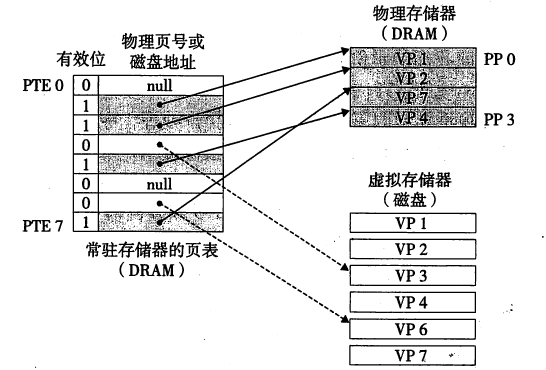 物理存储器
（DRAM）
物理页号或
有效位 磁盘地址
PTE 0 0 null
1
1
0
1
0 null
0
PTE 7 1
常驻存储器的页表
（DRAM）
VP 1 PP 0
VP 2
VP 7
VP 4 PP 3
虚拟存储器
（磁盘）
VP 1
VP 2
VP 3
VP 4
VP 6
VP 7